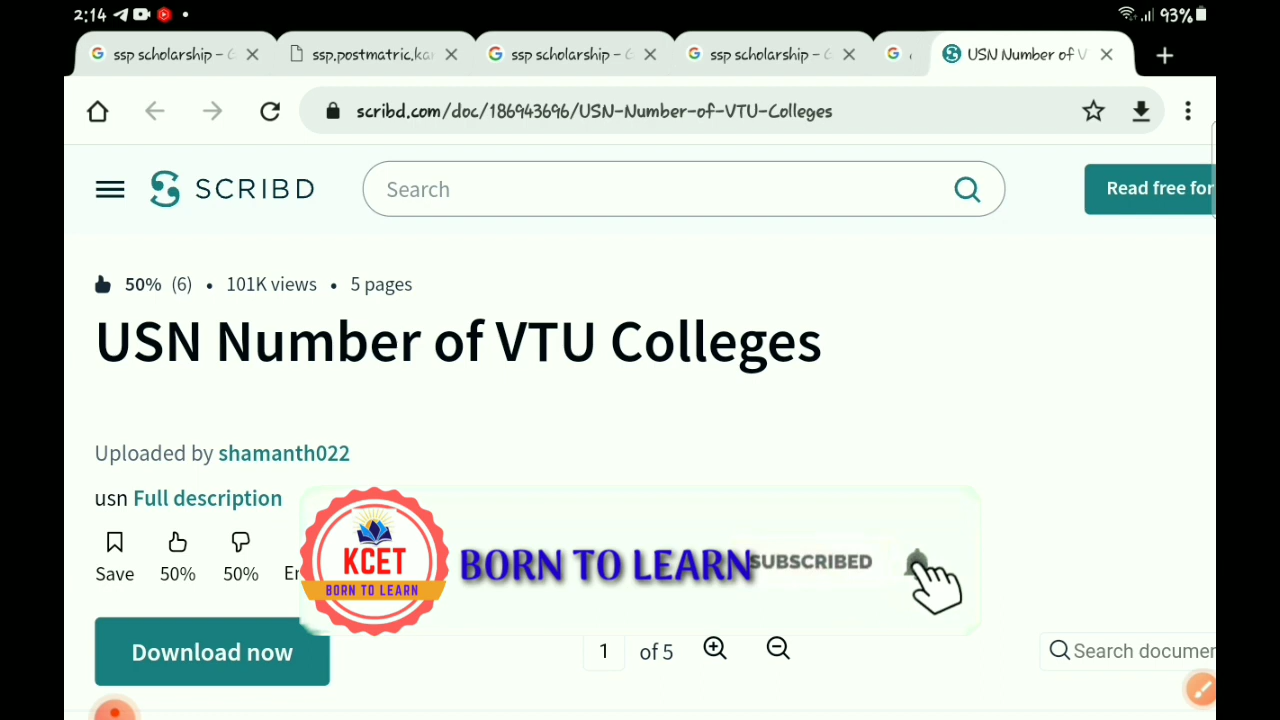 2:14
93%
ssp scholarship - G
ssp.postmatric.kar
ssp scholarship - G
ssp scholarship - G
USN Number of V
scribd.com/doc/186943696/USN-Number-of-VTU-Colleges
SCRIBD
Search
Read free for
50% (6) • 101K views • 5 pages
USN Number of VTU Colleges
Uploaded by shamanth022
usn Full description
Save
50%
50%
KCET
BORN TO LEARN
BORN TO LEARN
SUBSCRIBED
Download now
1 of 5
Search documen